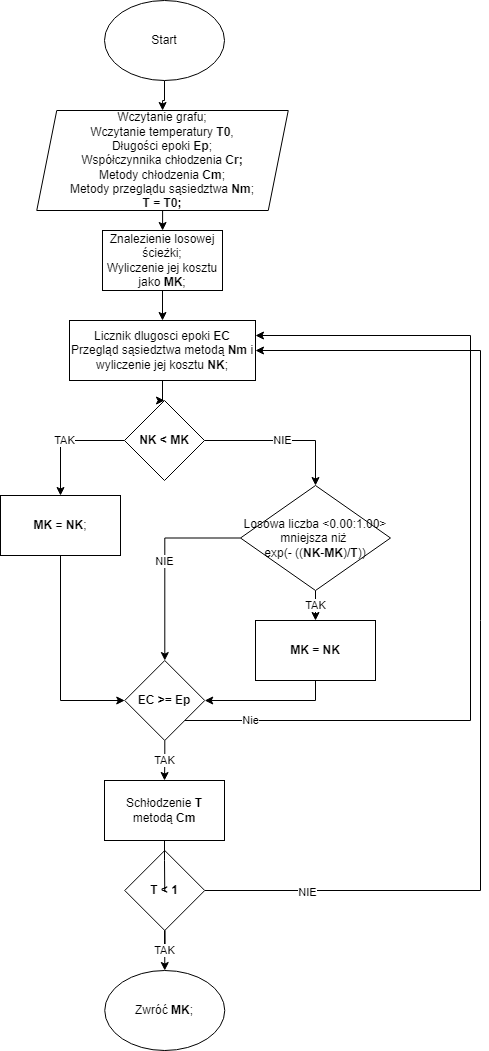 Start
Wczytanie grafu;
Wczytanie temperatury T0,
Długości epoki Ep;
Współczynnika chłodzenia Cr;
Metody chłodzenia Cm;
Metody przeglądu sąsiedztwa Nm;
T = T0;
Znalezienie losowej
ścieżki;
Wyliczenie jej kosztu
jako MK;
Licznik dlugosci epoki EC
Przegląd sąsiedztwa metodą Nm i
wyliczenie jej kosztu NK;
NK < MK
TAK
NIE
MK = NK;
Losowa liczba <0.00:1.00>
mniejsza niż
exp(- ((NK-MK)/T))
NIE
TAK
MK = NK
EC >= Ep
Nie
TAK
Schłodzenie T
metodą Cm
T < 1
NIE
TAK
Zwróć MK;